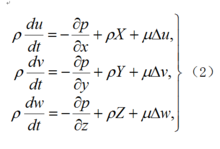 ρ du/dt = −∂p/∂x + ρX + μΔu,
ρ dv/dt = −∂p/∂y + ρY + μΔv, (2)
ρ dw/dt = −∂p/∂z + ρZ + μΔw,